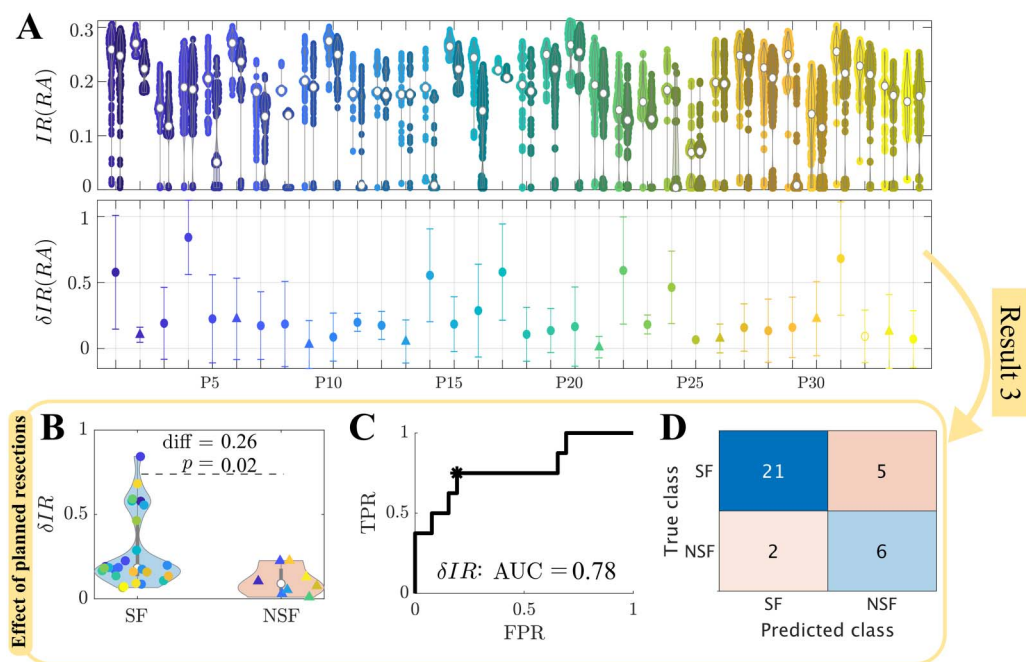 A
IR(RA)
0.3
0.2
0.1
0
δIR(RA)
1
0.5
0
P5 P10 P15 P20 P25 P30
Result 3
Effect of planned resections
B
diff = 0.26
p = 0.02
δIR
1
0.5
0
SF NSF
C
TPR
1
0.5
0
δIR: AUC = 0.78
0 0.5 1
FPR
D
True class
SF 21 5
NSF 2 6
SF NSF
Predicted class